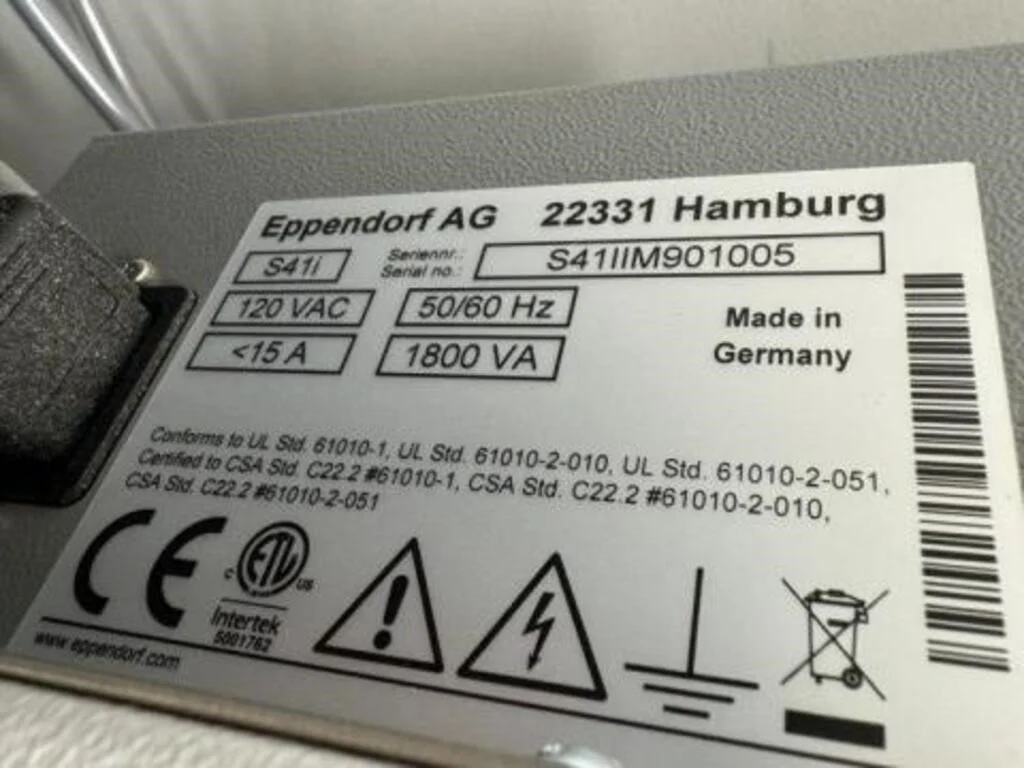 Eppendorf AG 22331 Hamburg
S41i
Seriennr.:
Serial no.:
S41IIM901005
120 VAC 50/60 Hz
<15 A 1800 VA
Made in
Germany
Conforms to UL Std. 61010-1, UL Std. 61010-2-010, UL Std. 61010-2-051,
Certified to CSA Std. C22.2 #61010-1, CSA Std. C22.2 #61010-2-010,
CSA Std. C22.2 #61010-2-051
CE
C ETL US
Intertek
5001762
www.eppendorf.com